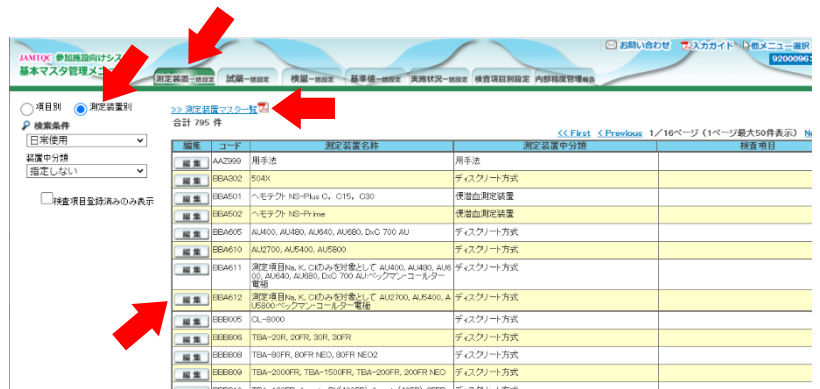 お問い合わせ 入力ガイド 他メニュー選択
JAMTQC 参加施設向けシス
基本マスタ管理メニ
9200096:
測定装置一括設定 試薬一括設定 検量一括設定 基準値一括設定 実施状況一括設定 検査項目別設定 内部精度管理報告
項目別 測定装置別
>> 測定装置マスタ一覧
検索条件
合計 795 件
<< First < Previous 1／16ページ（1ページ最大50件表示） N
日常使用
装置中分類
指定しない
検査項目登録済みのみ表示
編集 コード 測定装置名称 測定装置中分類 検査項目
編集 AAZ999 用手法 用手法
編集 BBA302 504X ディスクリート方式
編集 BBA501 ヘモテクト NS-Plus C, C15, C30 便潜血測定装置
編集 BBA502 ヘモテクト NS-Prime 便潜血測定装置
編集 BBA605 AU400, AU480, AU640, AU680, DxC 700 AU ディスクリート方式
編集 BBA610 AU2700, AU5400, AU5800 ディスクリート方式
編集 BBA611 測定項目Na, K, Clのみを対象として AU400, AU480, AU6 ディスクリート方式
00, AU640, AU680, DxC 700 AU:ベックマン・コールター
電極
編集 BBA612 測定項目Na, K, Clのみを対象として AU2700, AU5400, A ディスクリート方式
U5800:ベックマン・コールター電極
編集 BBB005 CL-8000 ディスクリート方式
編集 BBB806 TBA-20R, 20FR, 30R, 30FR ディスクリート方式
編集 BBB808 TBA-80FR, 80FR NEO, 80FR NEO2 ディスクリート方式
編集 BBB809 TBA-2000FR, TBA-1500FR, TBA-200FR, 200FR NEO ディスクリート方式